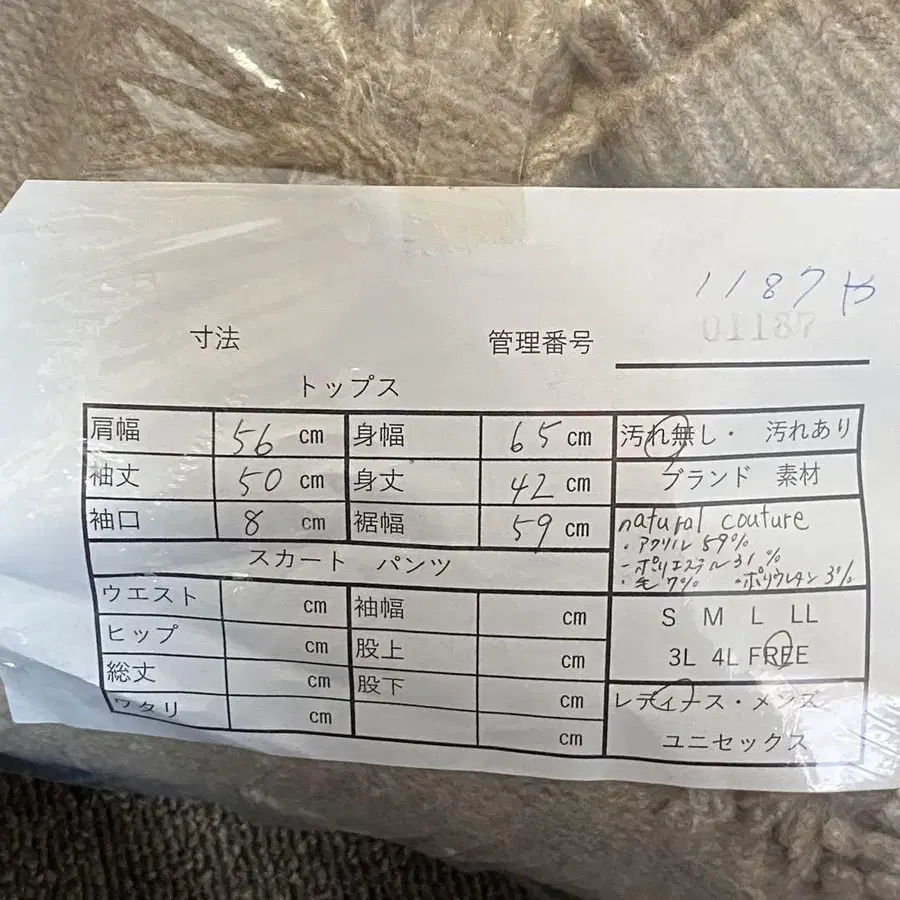 1187や
01187
寸法 管理番号
トップス
肩幅 56 cm 身幅 65 cm 汚れ無し・ 汚れあり
袖丈 50 cm 身丈 42 cm ブランド 素材
袖口 8 cm 裾幅 59 cm natural couture
・アクリル 59%
スカート パンツ
・ポリエステル 31%
・毛 7% ・ポリウレタン 3%
ウエスト cm 袖幅 cm S M L LL
ヒップ cm 股上 cm 3L 4L FREE
総丈 cm 股下 cm レディース・メンズ
ワタリ cm cm ユニセックス